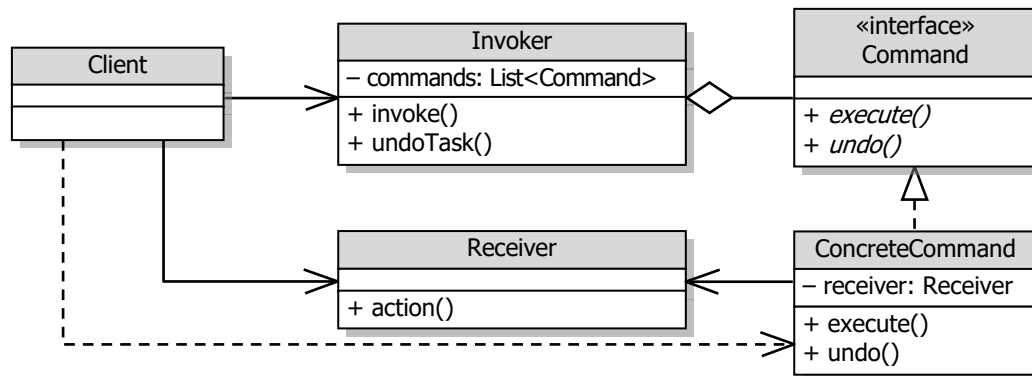 Client
Invoker
– commands: List<Command>
+ invoke()
+ undoTask()
«interface»
Command
+ execute()
+ undo()
Receiver
+ action()
ConcreteCommand
– receiver: Receiver
+ execute()
+ undo()